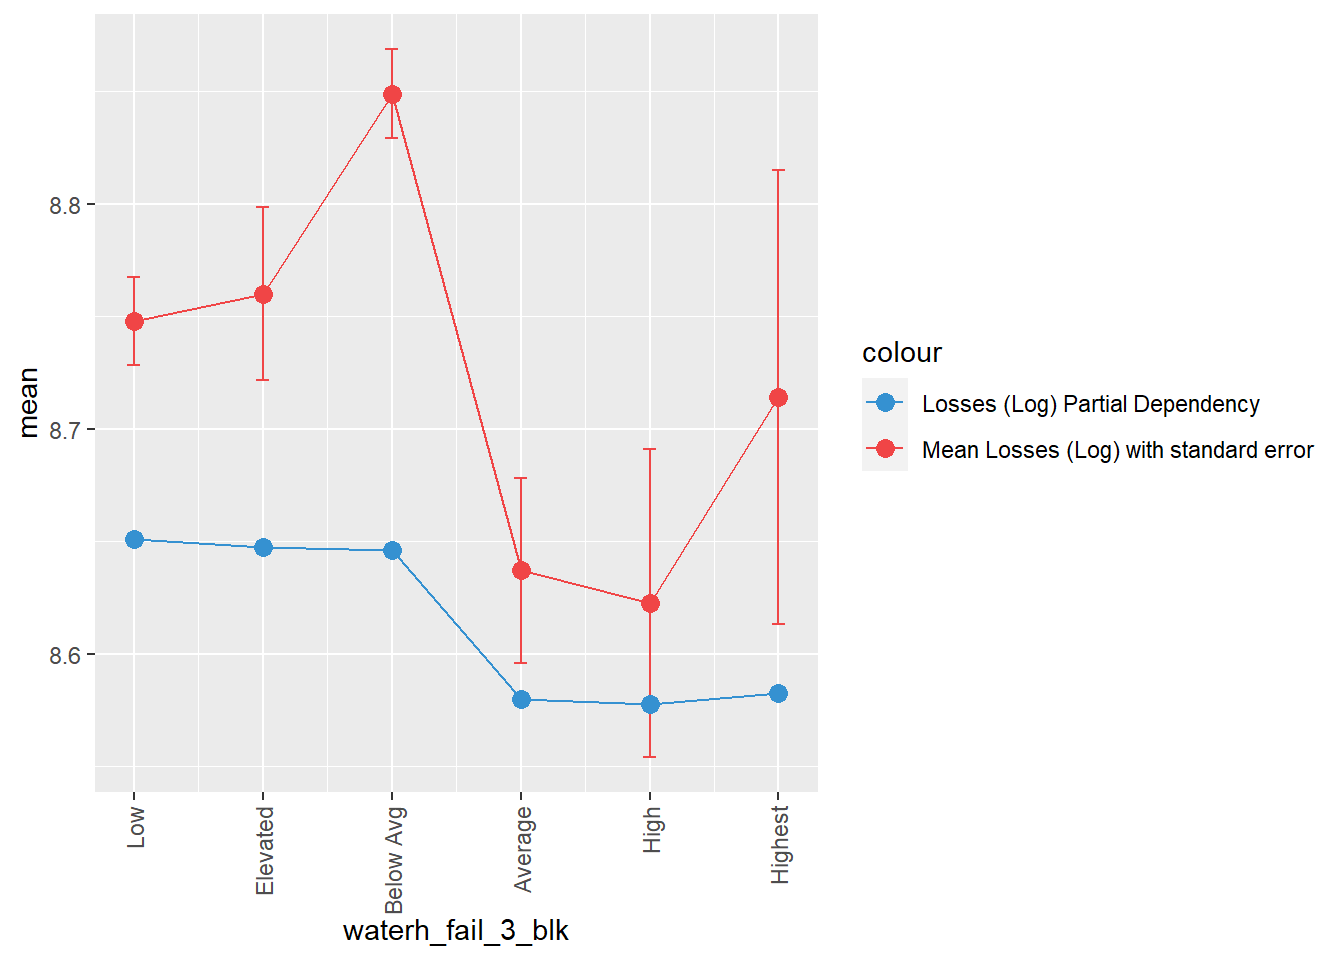 mean
8.8
8.7
8.6
Low
Elevated
Below Avg
Average
High
Highest
waterh_fail_3_blk
colour
Losses (Log) Partial Dependency
Mean Losses (Log) with standard error